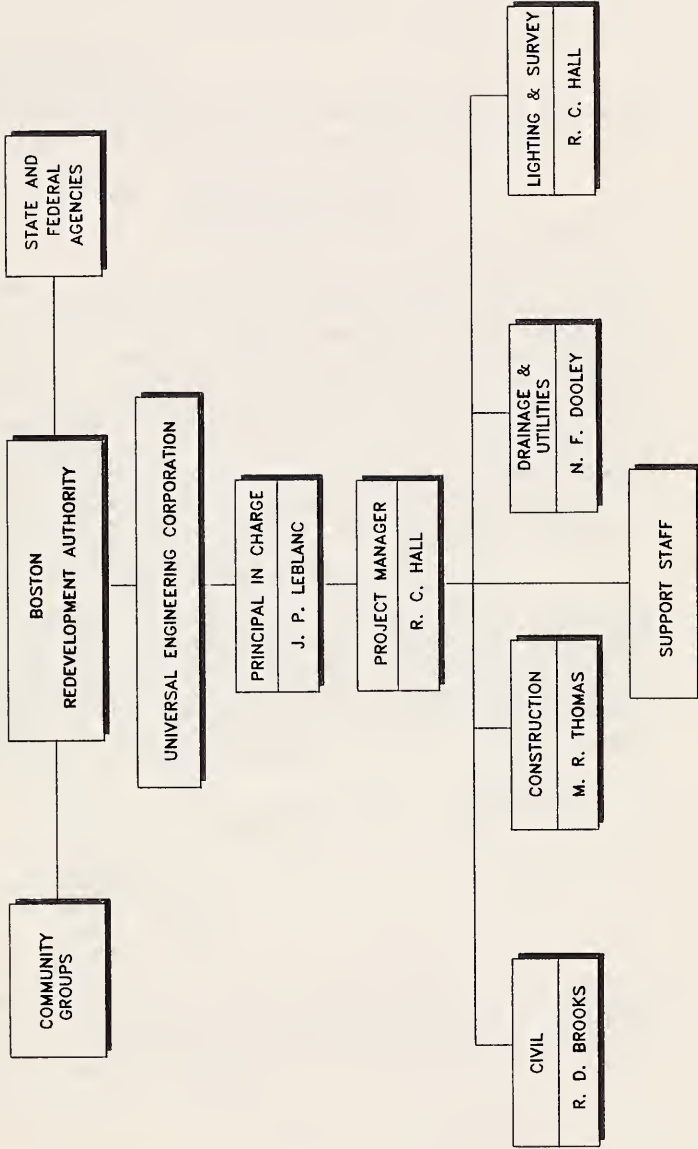 COMMUNITY
GROUPS
BOSTON
REDEVELOPMENT AUTHORITY
STATE AND
FEDERAL
AGENCIES
UNIVERSAL ENGINEERING CORPORATION
PRINCIPAL IN CHARGE
J. P. LEBLANC
PROJECT MANAGER
R. C. HALL
CIVIL
R. D. BROOKS
CONSTRUCTION
M. R. THOMAS
DRAINAGE &
UTILITIES
N. F. DOOLEY
LIGHTING & SURVEY
R. C. HALL
SUPPORT STAFF